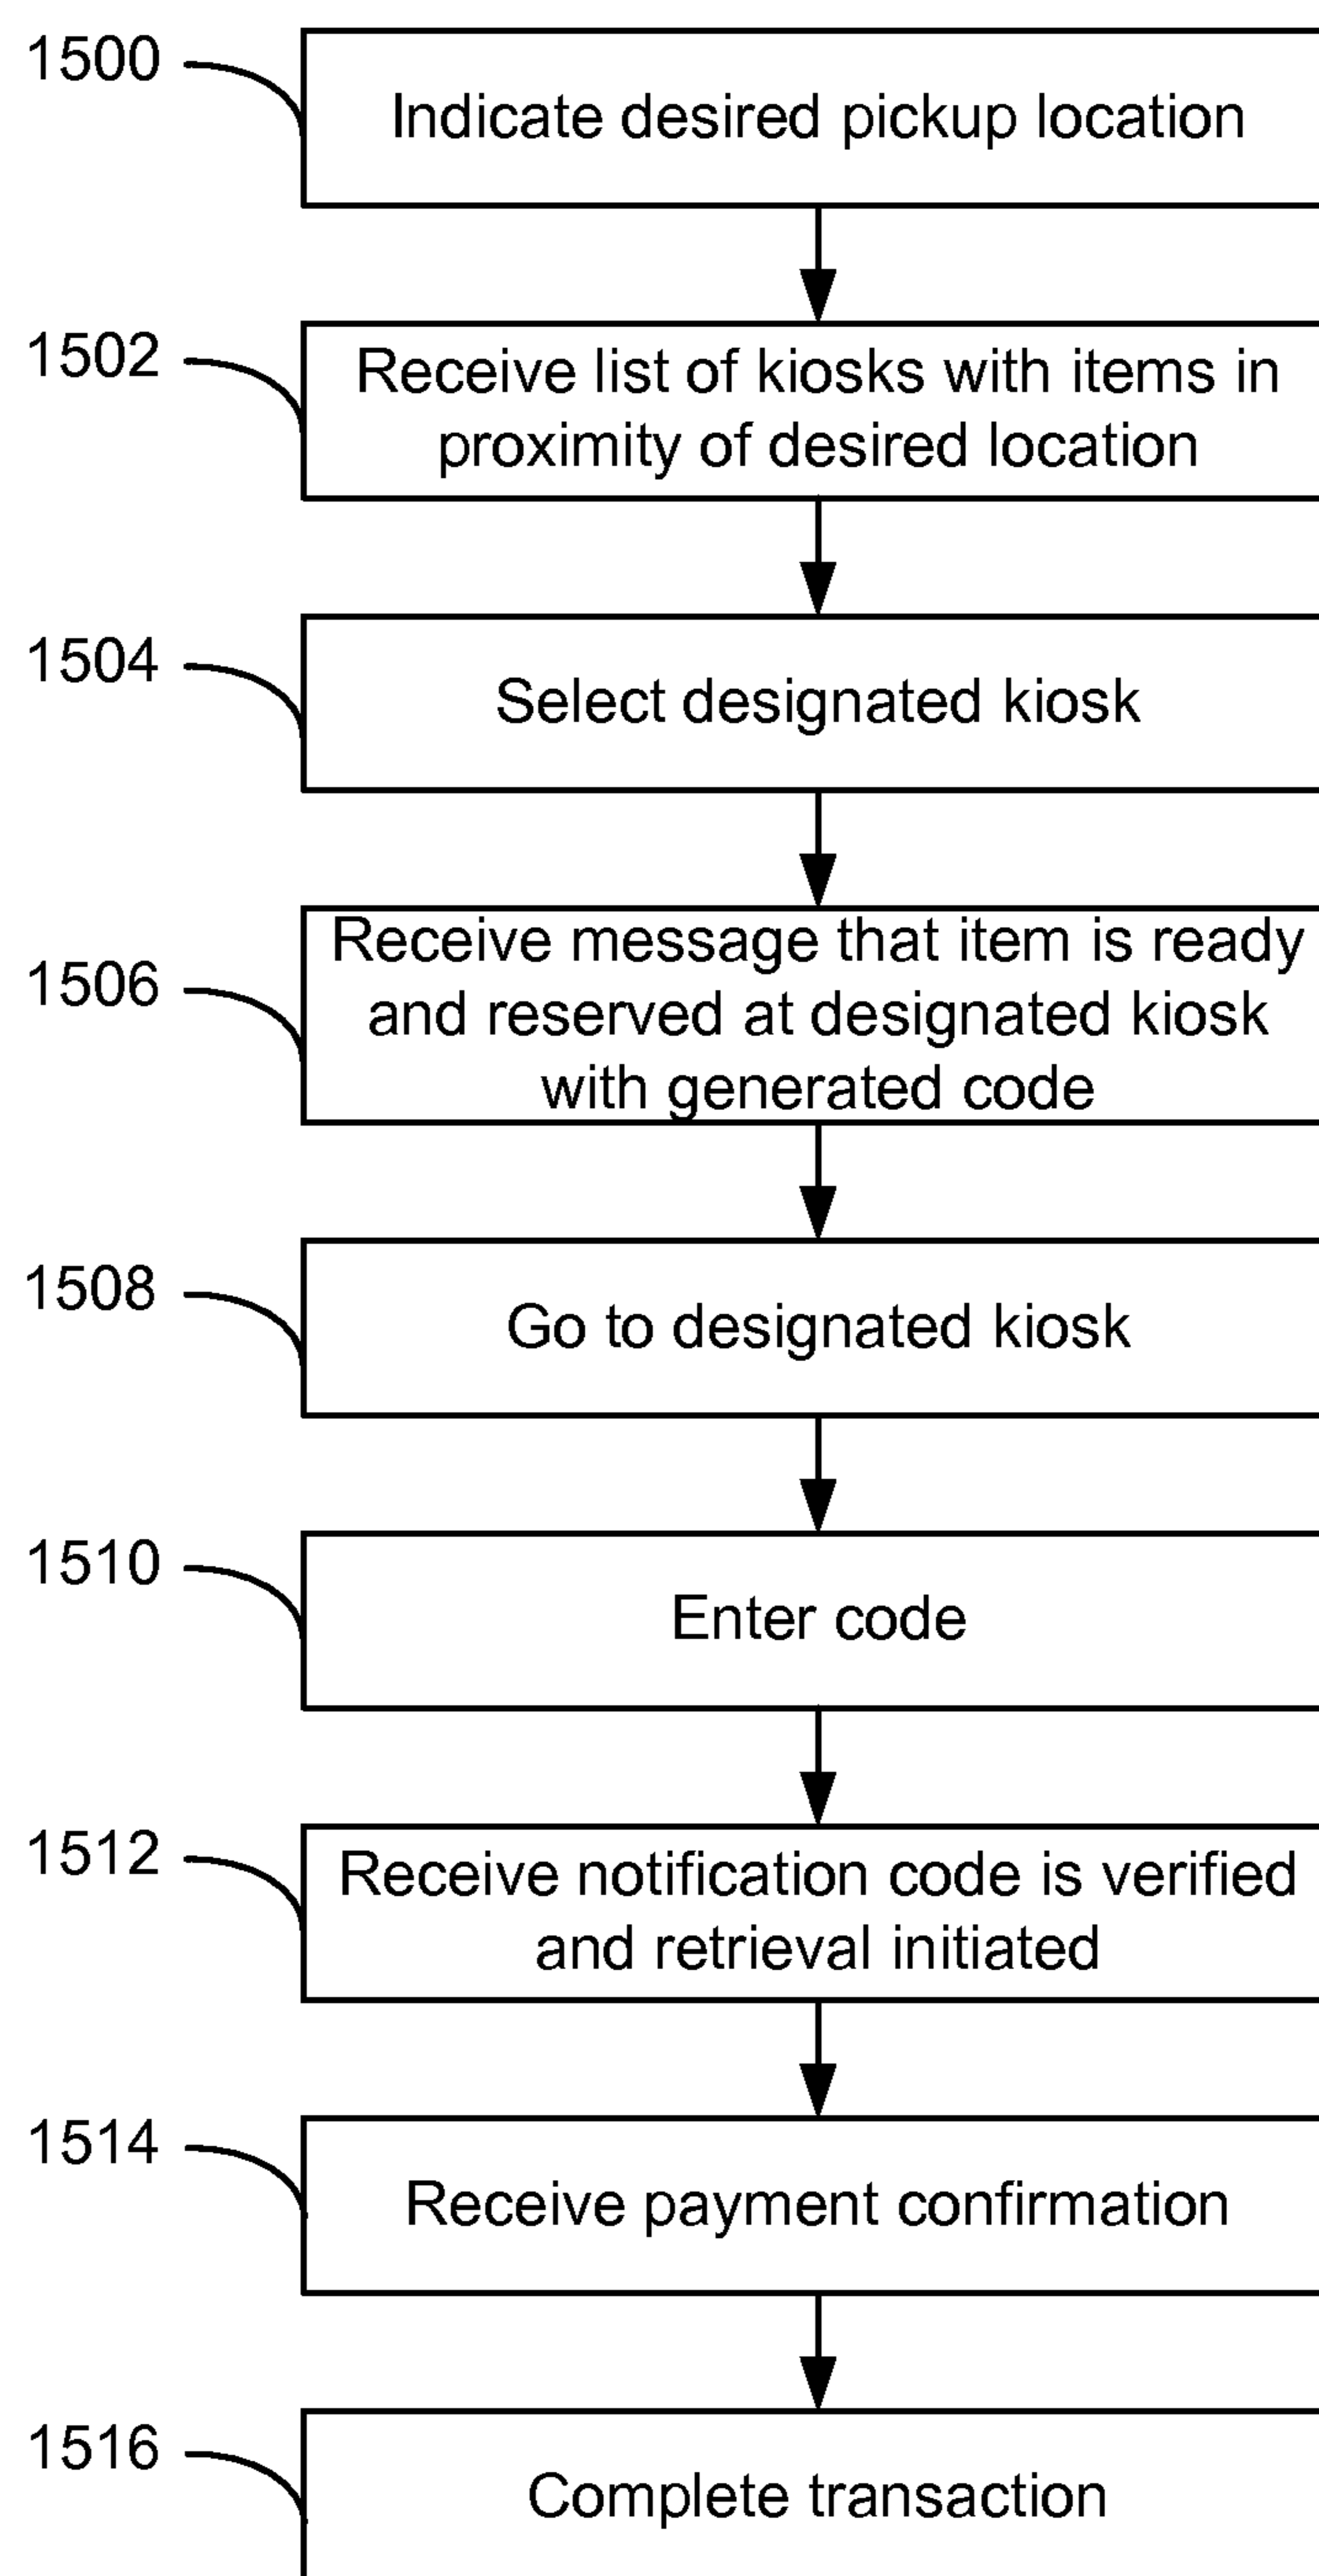 1500
Indicate desired pickup location
1502
Receive list of kiosks with items in
proximity of desired location
1504
Select designated kiosk
1506
Receive message that item is ready
and reserved at designated kiosk
with generated code
1508
Go to designated kiosk
1510
Enter code
1512
Receive notification code is verified
and retrieval initiated
1514
Receive payment confirmation
1516
Complete transaction